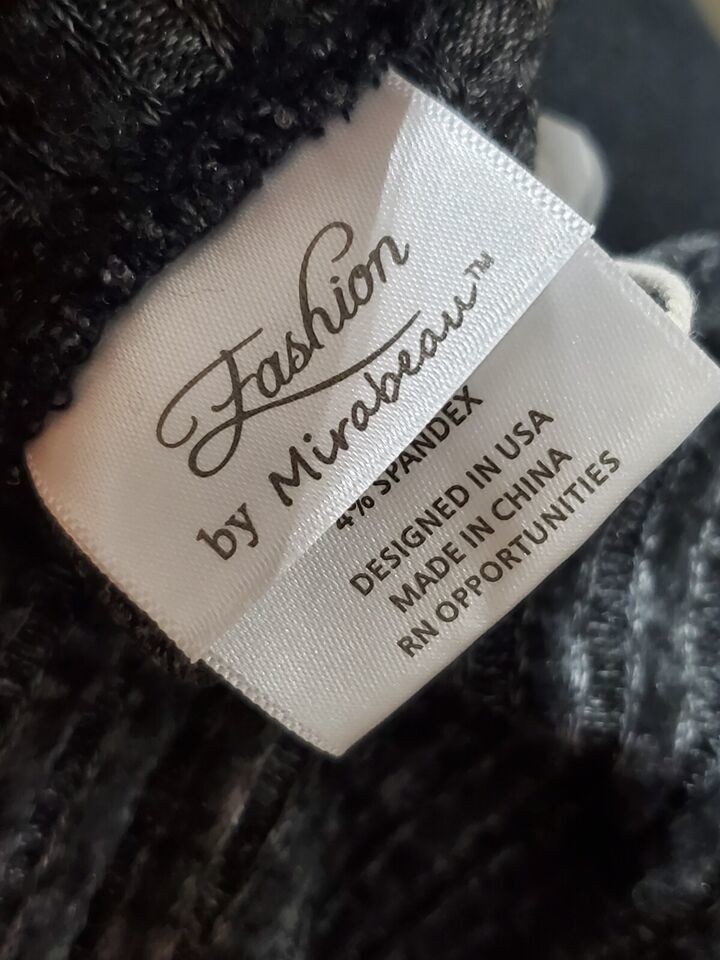 Fashion
by Mirabeau™
4% SPANDEX
DESIGNED IN USA
MADE IN CHINA
RN OPPORTUNITIES